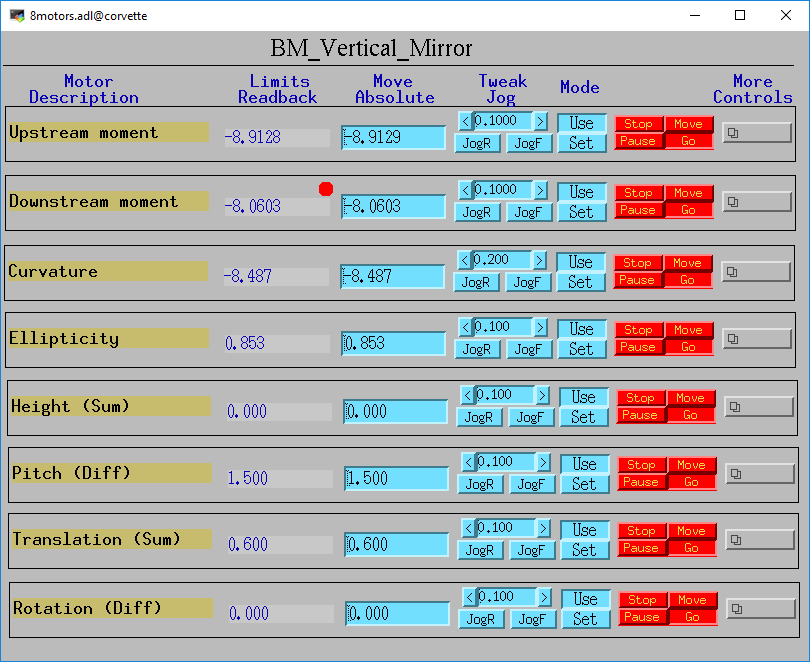 8motors.adl@corvette
BM_Vertical_Mirror
Motor Description Limits Readback Move Absolute Tweak Jog Mode More Controls
Upstream moment -8.9128 -8.9129 < 0.1000 > JogR JogF Use Set Stop Move Pause Go
Downstream moment -8.0603 -8.0603 < 0.1000 > JogR JogF Use Set Stop Move Pause Go
Curvature -8.487 -8.487 < 0.200 > JogR JogF Use Set Stop Move Pause Go
Ellipticity 0.853 0.853 < 0.100 > JogR JogF Use Set Stop Move Pause Go
Height (Sum) 0.000 0.000 < 0.100 > JogR JogF Use Set Stop Move Pause Go
Pitch (Diff) 1.500 1.500 < 0.100 > JogR JogF Use Set Stop Move Pause Go
Translation (Sum) 0.600 0.600 < 0.100 > JogR JogF Use Set Stop Move Pause Go
Rotation (Diff) 0.000 0.000 < 0.100 > JogR JogF Use Set Stop Move Pause Go